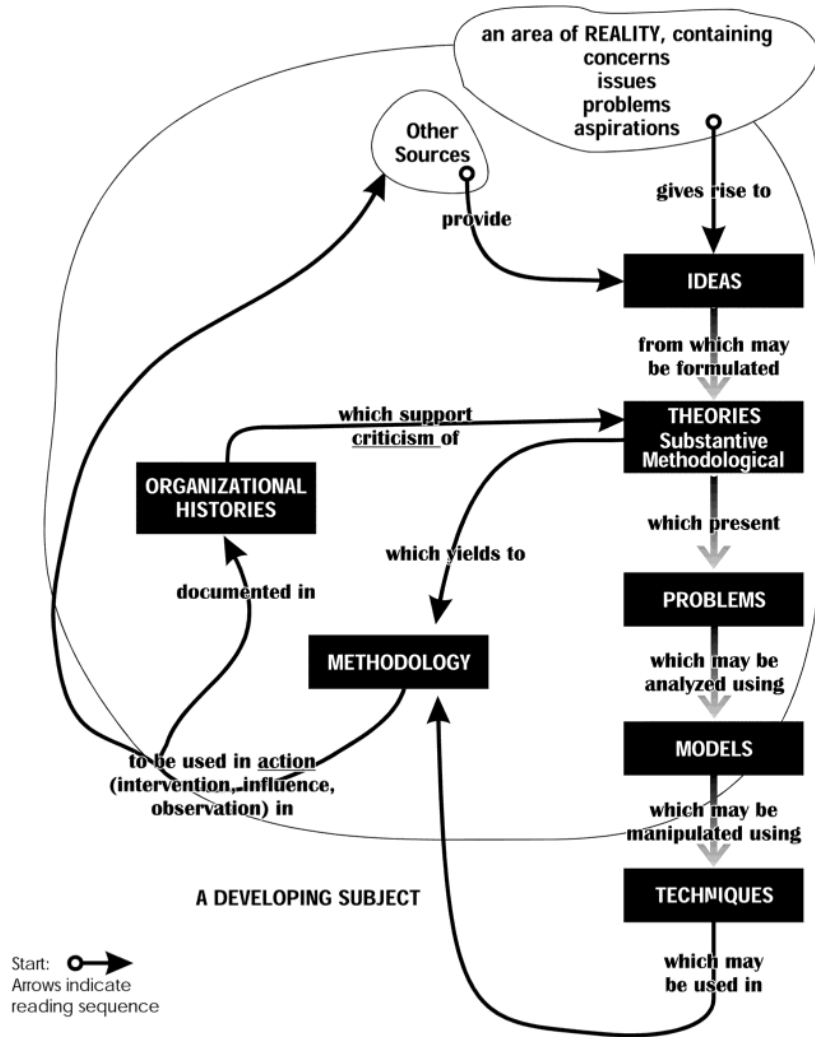 an area of REALITY, containing
concerns
issues
problems
aspirations
Other
Sources
gives rise to
provide
IDEAS
from which may
be formulated
which support
criticism of
THEORIES
Substantive
Methodological
ORGANIZATIONAL
HISTORIES
which present
which yields to
documented in
PROBLEMS
METHODOLOGY
which may be
analyzed using
MODELS
to be used in action
(intervention, influence,
observation) in
which may be
manipulated using
A DEVELOPING SUBJECT
TECHNIQUES
which may
be used in
Start:
Arrows indicate
reading sequence